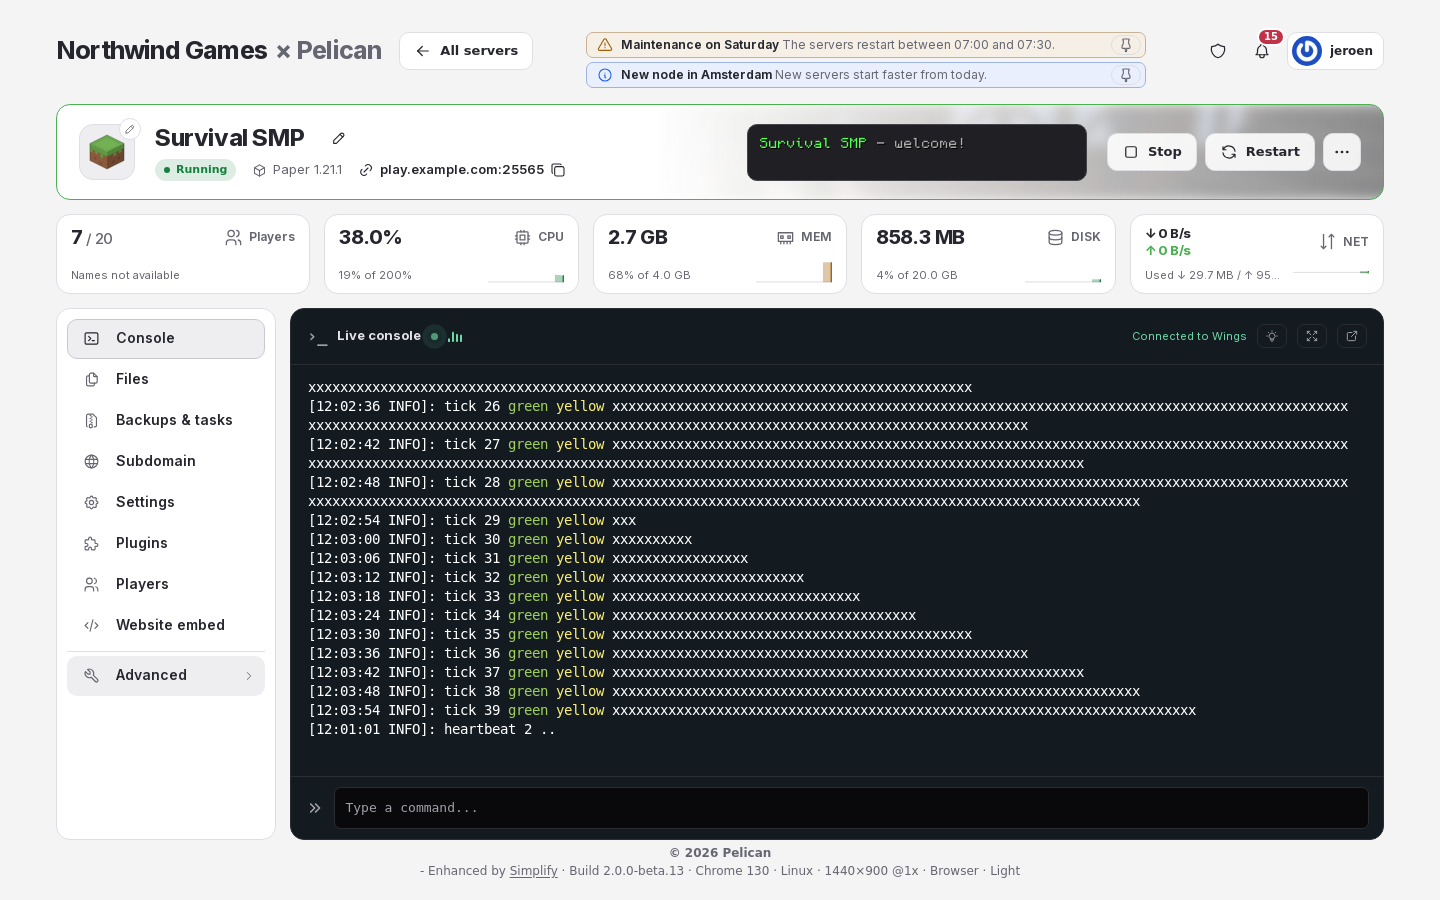 Northwind Games × Pelican
All servers
Maintenance on Saturday The servers restart between 07:00 and 07:30.
New node in Amsterdam New servers start faster from today.
15
jeroen
Survival SMP
Running
Paper 1.21.1
play.example.com:25565
Survival SMP – welcome!
Stop
Restart
7 / 20
Players
Names not available
38.0%
CPU
19% of 200%
2.7 GB
MEM
68% of 4.0 GB
858.3 MB
DISK
4% of 20.0 GB
↓ 0 B/s
↑ 0 B/s
NET
Used ↓ 29.7 MB / ↑ 95...
Console
Files
Backups & tasks
Subdomain
Settings
Plugins
Players
Website embed
Advanced
Live console
Connected to Wings
xxxxxxxxxxxxxxxxxxxxxxxxxxxxxxxxxxxxxxxxxxxxxxxxxxxxxxxxxxxxxxxxxxxxxxxxxxxxxxxxxxx
[12:02:36 INFO]: tick 26 green yellow xxxxxxxxxxxxxxxxxxxxxxxxxxxxxxxxxxxxxxxxxxxxxxxxxxxxxxxxxxxxxxxxxxxxxxxxxxxxxxxxxxxxxxxxxxxx
xxxxxxxxxxxxxxxxxxxxxxxxxxxxxxxxxxxxxxxxxxxxxxxxxxxxxxxxxxxxxxxxxxxxxxxxxxxxxxxxxxxxxxxxxx
[12:02:42 INFO]: tick 27 green yellow xxxxxxxxxxxxxxxxxxxxxxxxxxxxxxxxxxxxxxxxxxxxxxxxxxxxxxxxxxxxxxxxxxxxxxxxxxxxxxxxxxxxxxxxxxxx
xxxxxxxxxxxxxxxxxxxxxxxxxxxxxxxxxxxxxxxxxxxxxxxxxxxxxxxxxxxxxxxxxxxxxxxxxxxxxxxxxxxxxxxxxxxxxxxxx
[12:02:48 INFO]: tick 28 green yellow xxxxxxxxxxxxxxxxxxxxxxxxxxxxxxxxxxxxxxxxxxxxxxxxxxxxxxxxxxxxxxxxxxxxxxxxxxxxxxxxxxxxxxxxxxxx
xxxxxxxxxxxxxxxxxxxxxxxxxxxxxxxxxxxxxxxxxxxxxxxxxxxxxxxxxxxxxxxxxxxxxxxxxxxxxxxxxxxxxxxxxxxxxxxxxxxxxxxx
[12:02:54 INFO]: tick 29 green yellow xxx
[12:03:00 INFO]: tick 30 green yellow xxxxxxxxxx
[12:03:06 INFO]: tick 31 green yellow xxxxxxxxxxxxxxxxx
[12:03:12 INFO]: tick 32 green yellow xxxxxxxxxxxxxxxxxxxxxxxx
[12:03:18 INFO]: tick 33 green yellow xxxxxxxxxxxxxxxxxxxxxxxxxxxxxxx
[12:03:24 INFO]: tick 34 green yellow xxxxxxxxxxxxxxxxxxxxxxxxxxxxxxxxxxxxxx
[12:03:30 INFO]: tick 35 green yellow xxxxxxxxxxxxxxxxxxxxxxxxxxxxxxxxxxxxxxxxxxxxx
[12:03:36 INFO]: tick 36 green yellow xxxxxxxxxxxxxxxxxxxxxxxxxxxxxxxxxxxxxxxxxxxxxxxxxxxx
[12:03:42 INFO]: tick 37 green yellow xxxxxxxxxxxxxxxxxxxxxxxxxxxxxxxxxxxxxxxxxxxxxxxxxxxxxxxxxxx
[12:03:48 INFO]: tick 38 green yellow xxxxxxxxxxxxxxxxxxxxxxxxxxxxxxxxxxxxxxxxxxxxxxxxxxxxxxxxxxxxxxxxxx
[12:03:54 INFO]: tick 39 green yellow xxxxxxxxxxxxxxxxxxxxxxxxxxxxxxxxxxxxxxxxxxxxxxxxxxxxxxxxxxxxxxxxxxxxxxxxx
[12:01:01 INFO]: heartbeat 2 ..
Type a command...
© 2026 Pelican
- Enhanced by Simplify · Build 2.0.0-beta.13 · Chrome 130 · Linux · 1440×900 @1x · Browser · Light